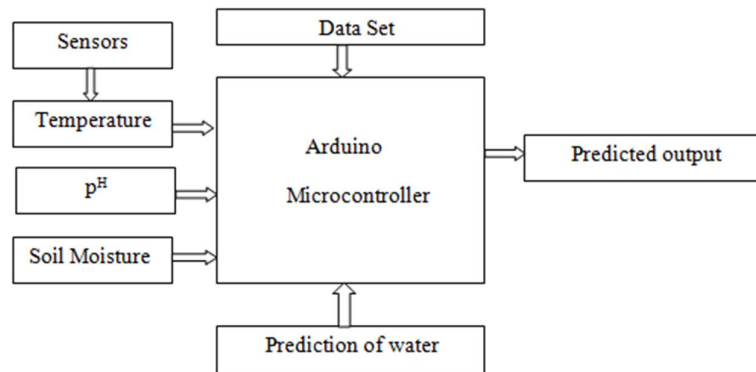 Sensors
Data Set
Temperature
Arduino
Microcontroller
Predicted output
pᴴ
Soil Moisture
Prediction of water